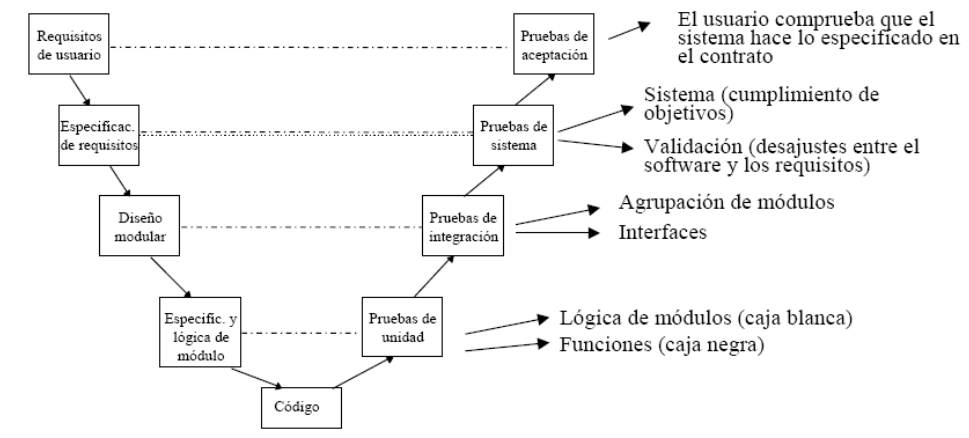 Requisitos
de usuario
Pruebas de
aceptación
El usuario comprueba que el
sistema hace lo especificado en
el contrato
Especificac.
de requisitos
Pruebas de
sistema
Sistema (cumplimiento de
objetivos)
Validación (desajustes entre el
software y los requisitos)
Diseño
modular
Pruebas de
integración
Agrupación de módulos
Interfaces
Especific. y
lógica de
módulo
Pruebas de
unidad
Lógica de módulos (caja blanca)
Funciones (caja negra)
Código